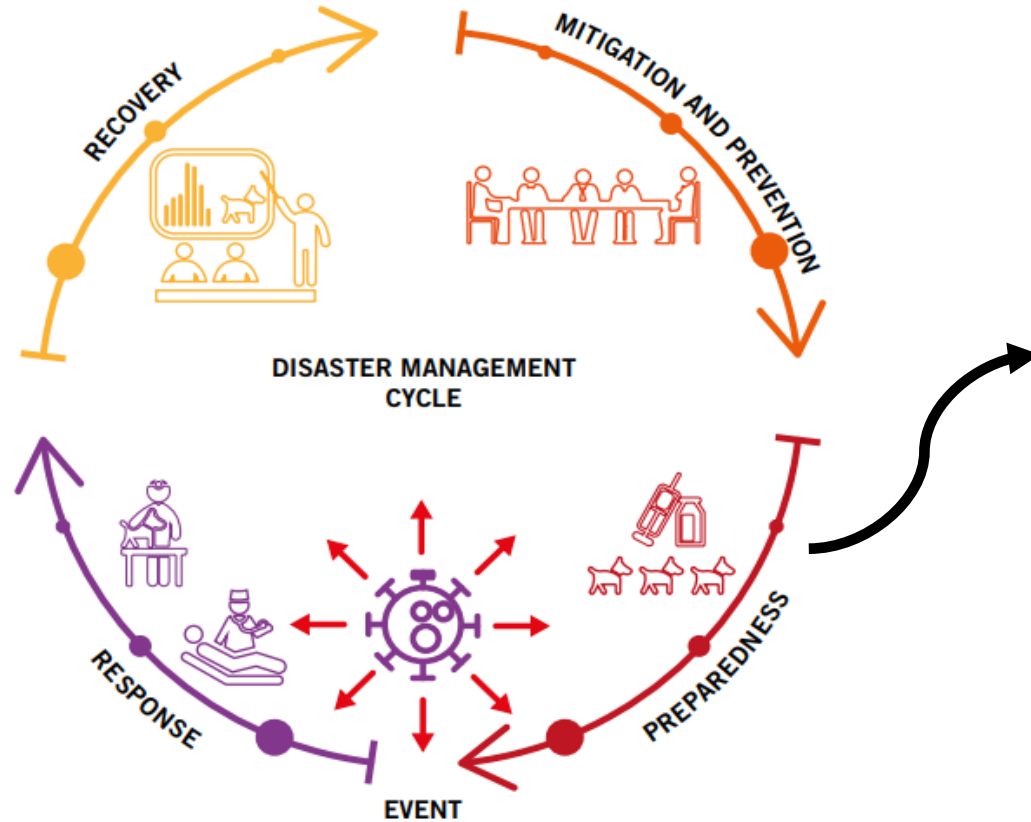 RECOVERY
MITIGATION AND PREVENTION
DISASTER MANAGEMENT
CYCLE
RESPONSE
PREPAREDNESS
EVENT